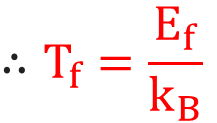 ∴ T_f = E_f / k_B